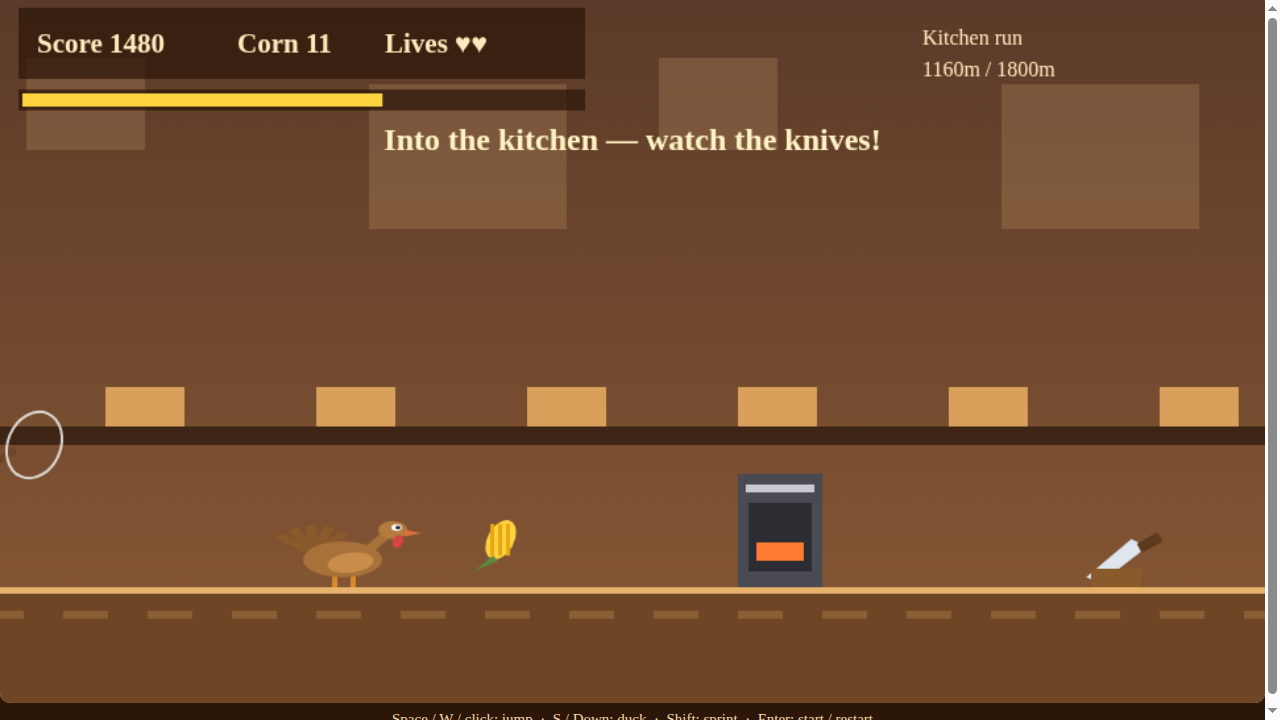 Score 1480 Corn 11 Lives ♥♥
Kitchen run
1160m / 1800m
Into the kitchen — watch the knives!
Space / W / click: jump · S / Down: duck · Shift: sprint · Enter: start / restart